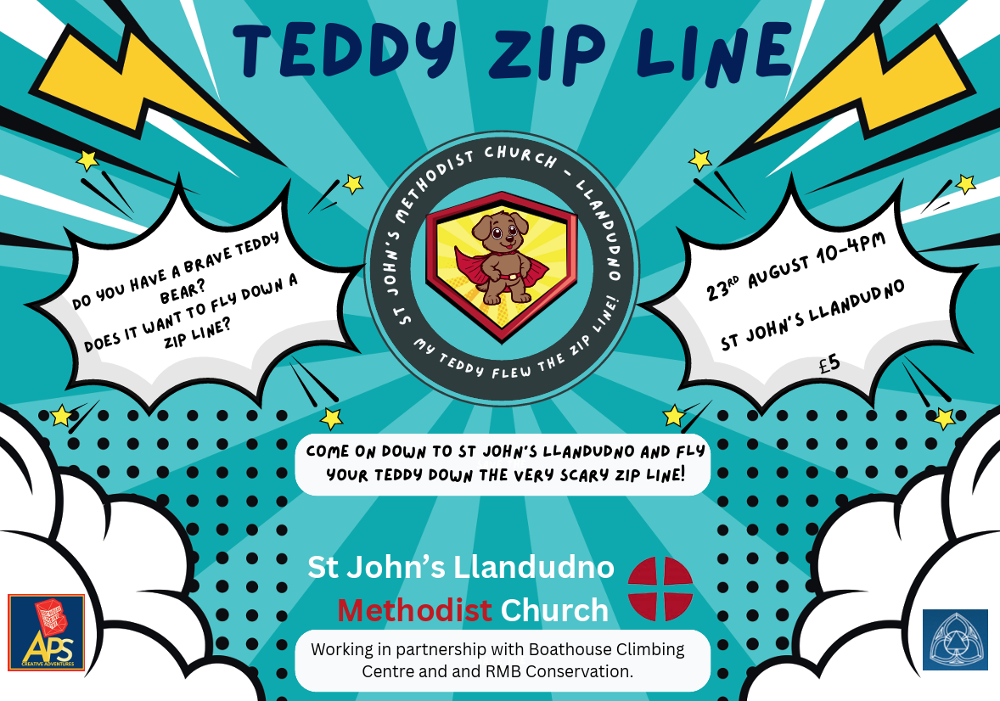 TEDDY ZIP LINE
DO YOU HAVE A BRAVE TEDDY
BEAR?
DOES IT WANT TO FLY DOWN A
ZIP LINE?
ST JOHN'S METHODIST CHURCH - LLANDUDNO
MY TEDDY FLEW THE ZIP LINE!
23RD AUGUST 10-4PM
ST JOHN'S LLANDUDNO
£5
COME ON DOWN TO ST JOHN'S LLANDUDNO AND FLY
YOUR TEDDY DOWN THE VERY SCARY ZIP LINE!
St John's Llandudno
Methodist Church
Working in partnership with Boathouse Climbing
Centre and and RMB Conservation.
APS
CREATIVE ADVENTURES